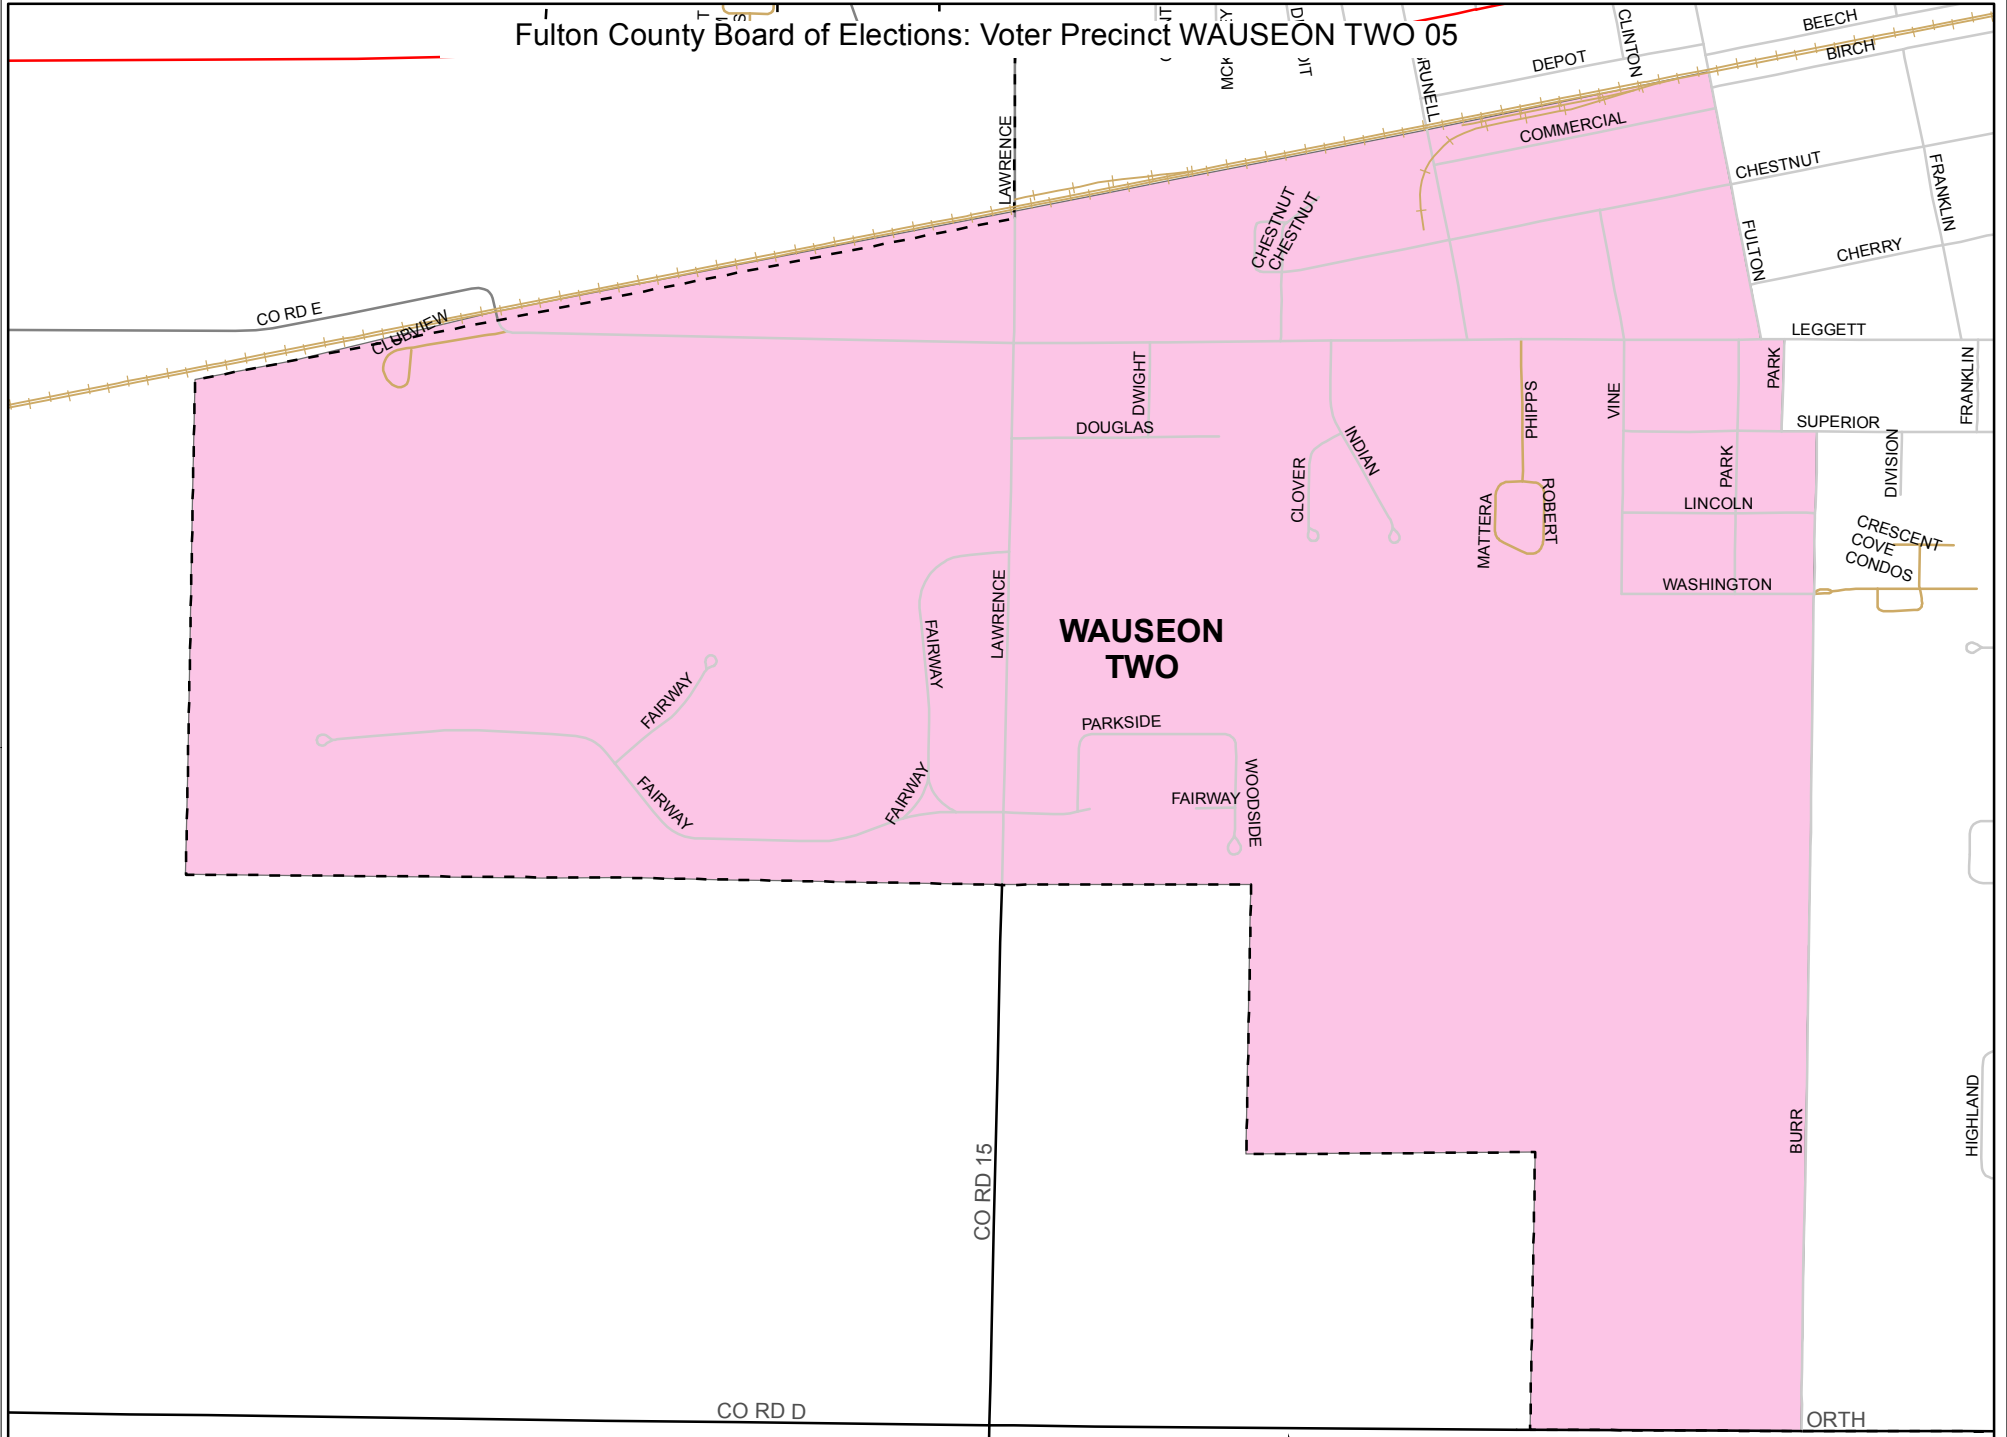 Fulton County Board of Elections: Voter Precinct WAUSEON TWO 05
CLINTON
BEECH
BIRCH
DEPOT
COMMERCIAL
LAWRENCE
CHESTNUT
FRANKLIN
CHESTNUT
CHESTNUT
FULTON
CHERRY
CO RD E
CLUBVIEW
LEGGETT
DWIGHT
PARK
FRANKLIN
PHIPPS
VINE
DOUGLAS
SUPERIOR
INDIAN
CLOVER
PARK
DIVISION
MATTERA
ROBERT
LINCOLN
CRESCENT
COVE
CONDOS
WASHINGTON
LAWRENCE
FAIRWAY
WAUSEON
TWO
FAIRWAY
PARKSIDE
FAIRWAY
FAIRWAY
FAIRWAY
WOODSIDE
BURR
HIGHLAND
CO RD 15
CO RD D
ORTH